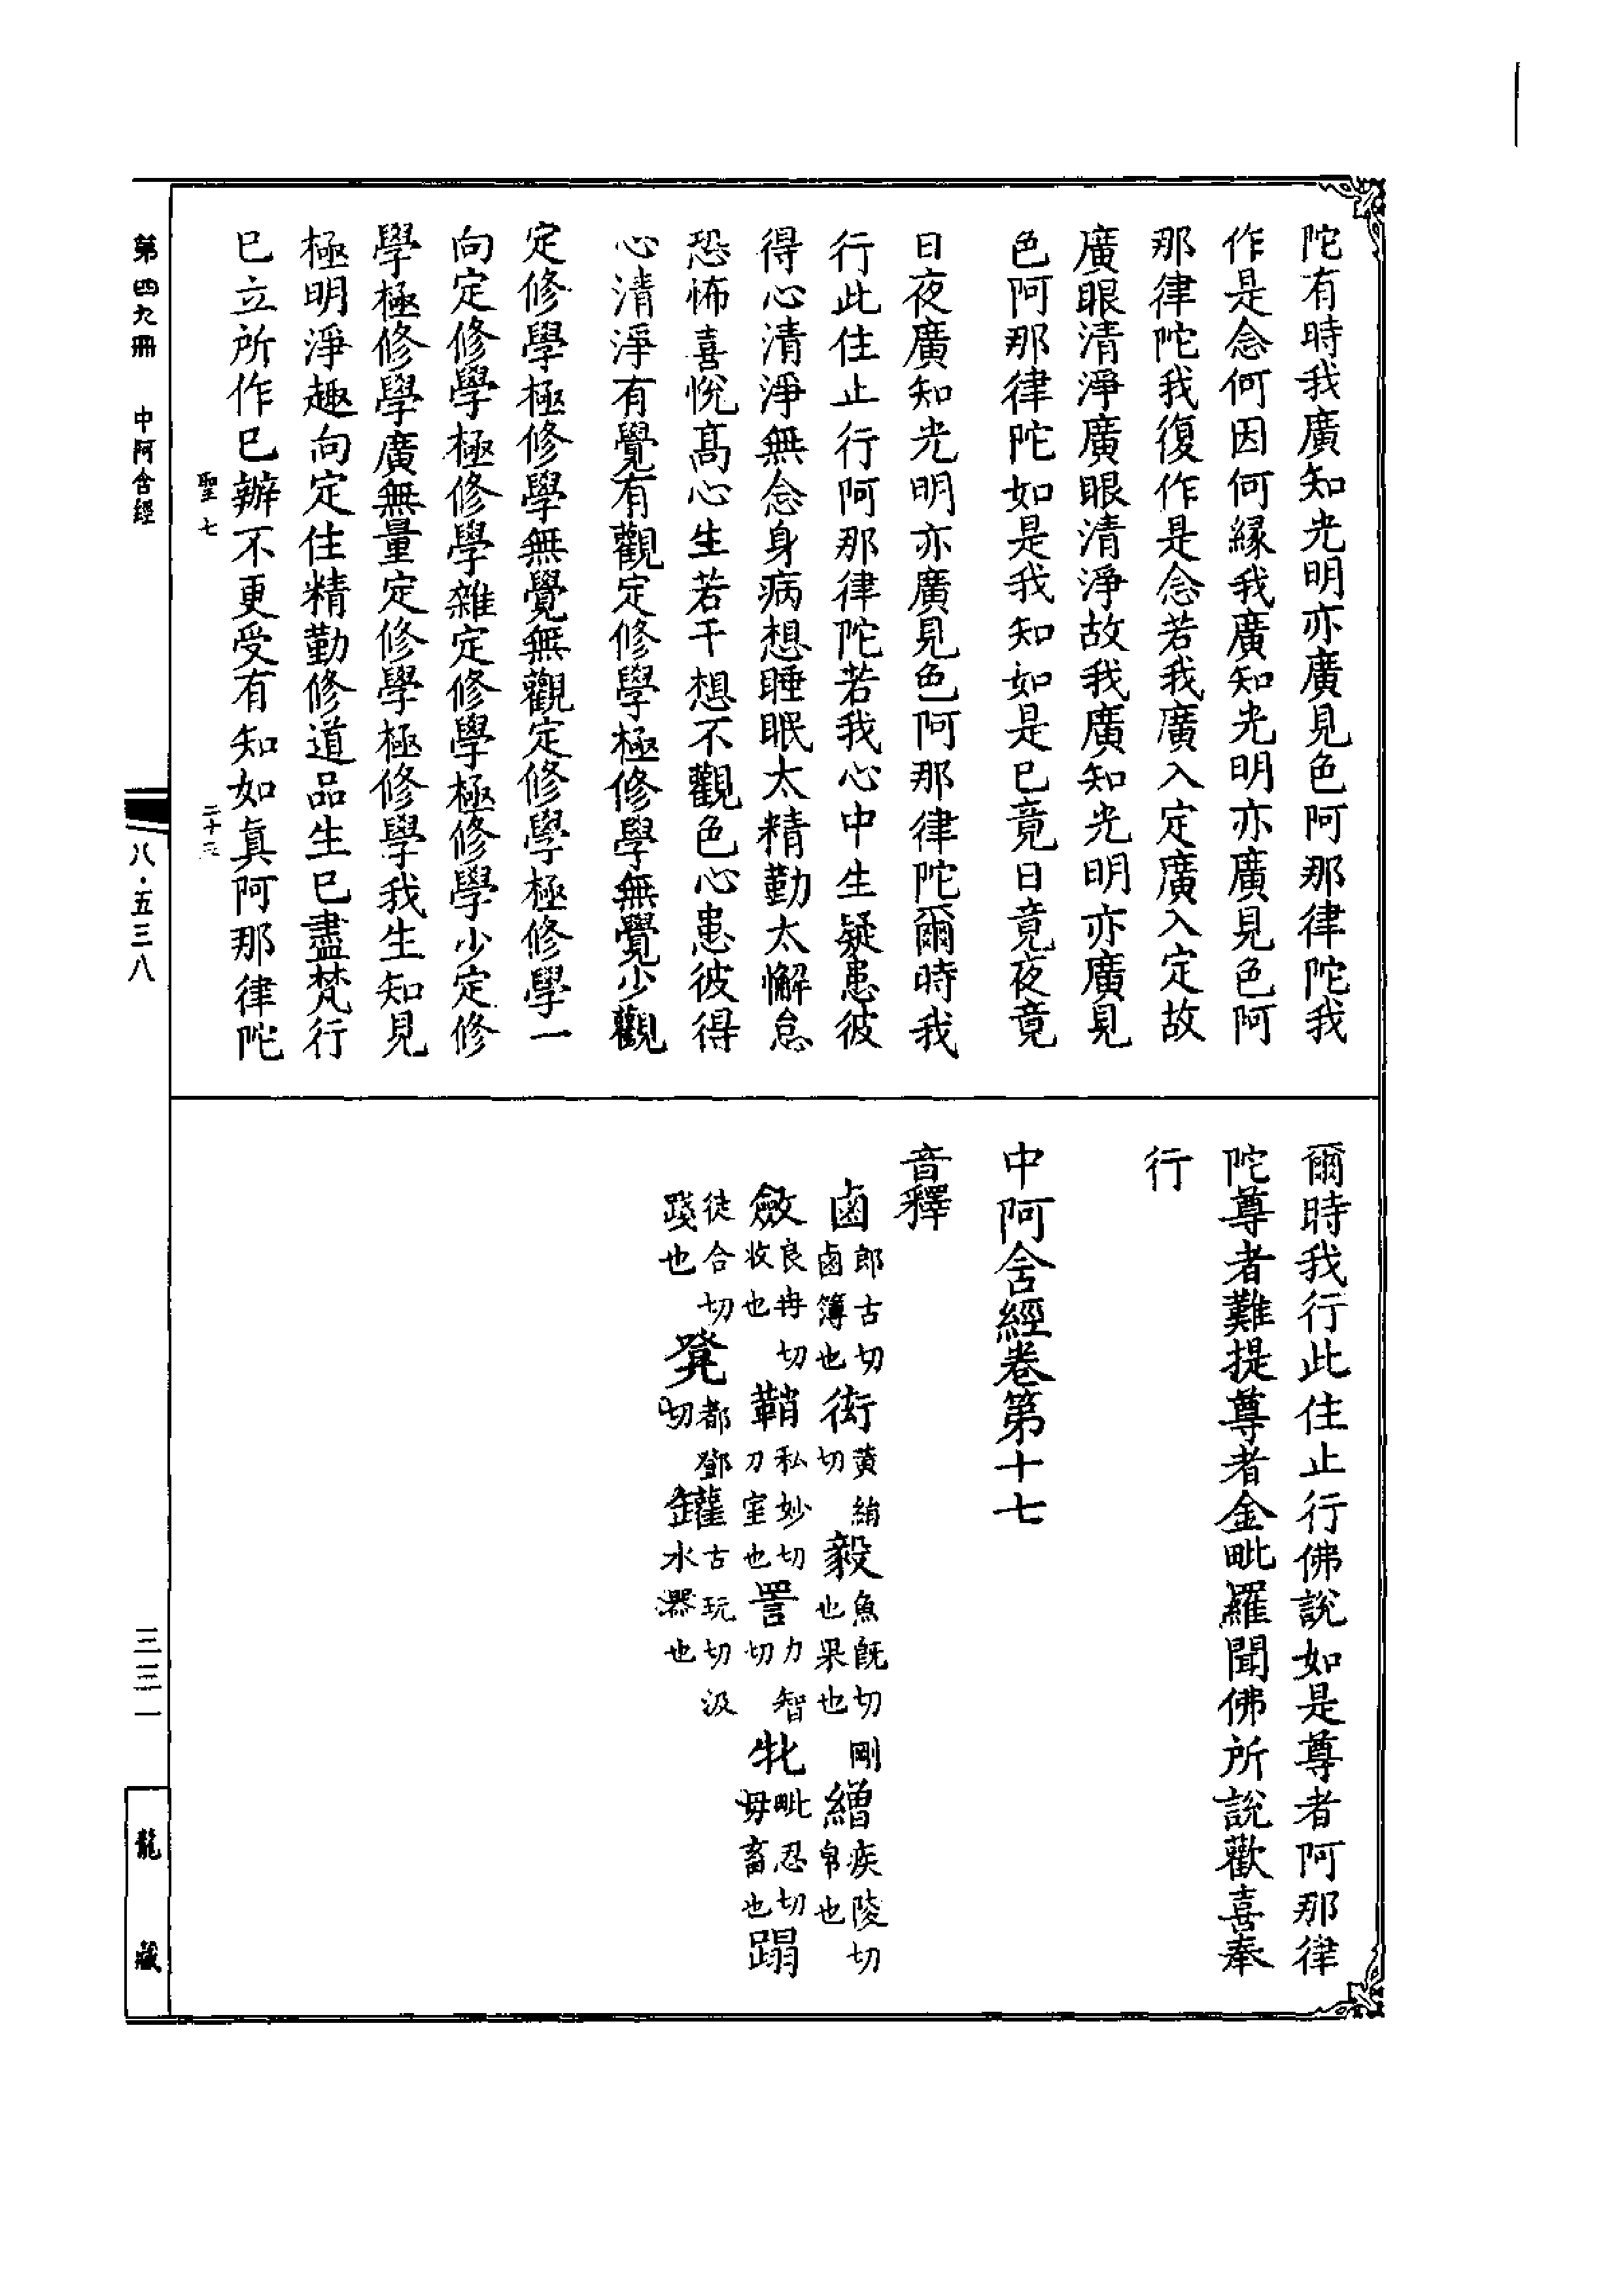 陀有時我廣知光明亦廣見色阿那律陀我
作是念何因何緣我廣知光明亦廣見色阿
那律陀我復作是念若我廣入定廣入定故
廣眼清淨廣眼清淨故我廣知光明亦廣見
色阿那律陀如是我知如是已竟日竟夜竟
日夜廣知光明亦廣見色阿那律陀爾時我
行此住止行阿那律陀若我心中生疑患彼
得心清淨無念身病想睡眠太精勤太懈怠
恐怖喜悅高心生若干想不觀色心患彼得
心清淨有覺有觀定修學極修學無覺少觀
定修學極修學無覺無觀定修學極修學一
向定修學極修學雜定修學極修學少定修
學極修學廣無量定修學極修學我生知見
極明淨趣向定住精勤修道品生已盡梵行
已立所作已辦不更受有知如真阿那律陀
聖七
爾時我行此住止行佛說如是尊者阿那律
陀尊者難提尊者金毗羅聞佛所說歡喜奉
行
中阿含經卷第十七
音釋
鹵郎古切鹵簿也 衒黃絹切 毅魚既切剛也果也 繒疾陵切帛也
斂良冉切收也 鞘私妙切刀室也 詈力智切 牝毗忍切母畜也 蹋
徒合切踐也 凳都鄧切 罐古玩切汲水器也
第四九冊 中阿含經
八·五三八
三三一
龍藏